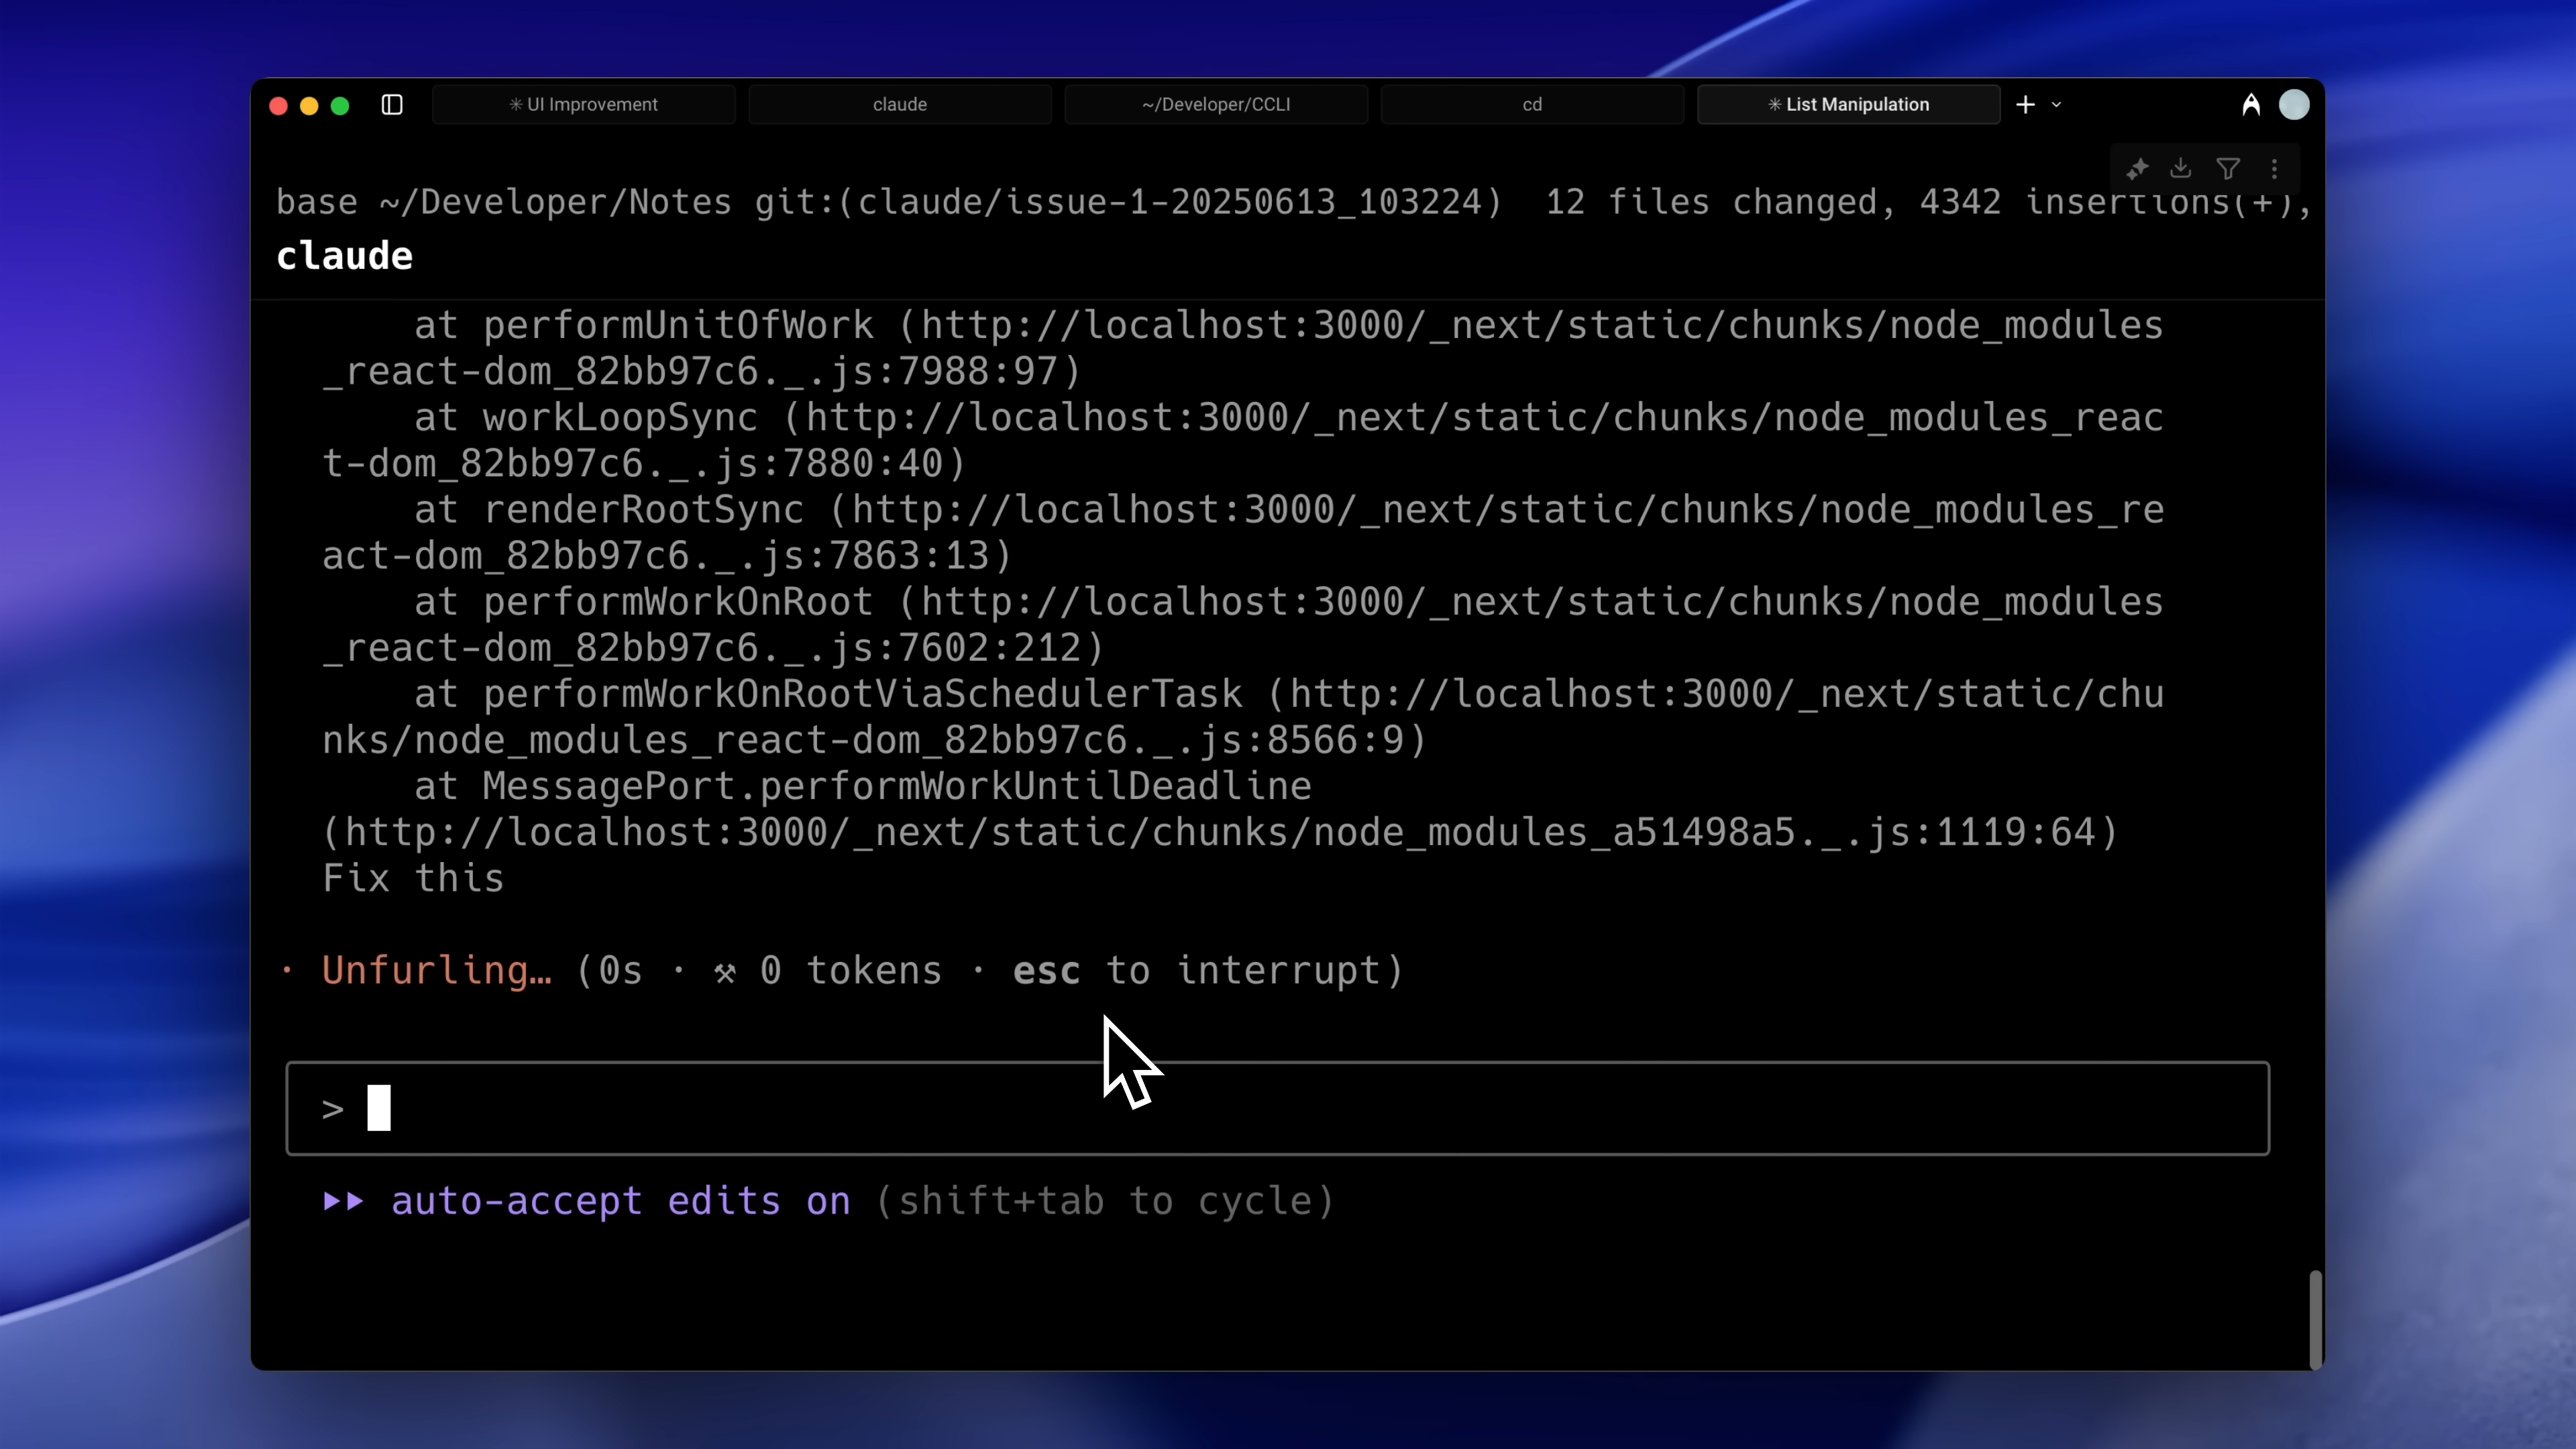 ✳ UI Improvement
claude
~/Developer/CCLI
cd
✳ List Manipulation
base ~/Developer/Notes git:(claude/issue-1-20250613_103224)  12 files changed, 4342 insertions(+),
claude
at performUnitOfWork (http://localhost:3000/_next/static/chunks/node_modules
_react-dom_82bb97c6._.js:7988:97)
at workLoopSync (http://localhost:3000/_next/static/chunks/node_modules_reac
t-dom_82bb97c6._.js:7880:40)
at renderRootSync (http://localhost:3000/_next/static/chunks/node_modules_re
act-dom_82bb97c6._.js:7863:13)
at performWorkOnRoot (http://localhost:3000/_next/static/chunks/node_modules
_react-dom_82bb97c6._.js:7602:212)
at performWorkOnRootViaSchedulerTask (http://localhost:3000/_next/static/chu
nks/node_modules_react-dom_82bb97c6._.js:8566:9)
at MessagePort.performWorkUntilDeadline
(http://localhost:3000/_next/static/chunks/node_modules_a51498a5._.js:1119:64)
Fix this
· Unfurling… (0s · ⚒ 0 tokens · esc to interrupt)
>
⏵⏵ auto-accept edits on (shift+tab to cycle)